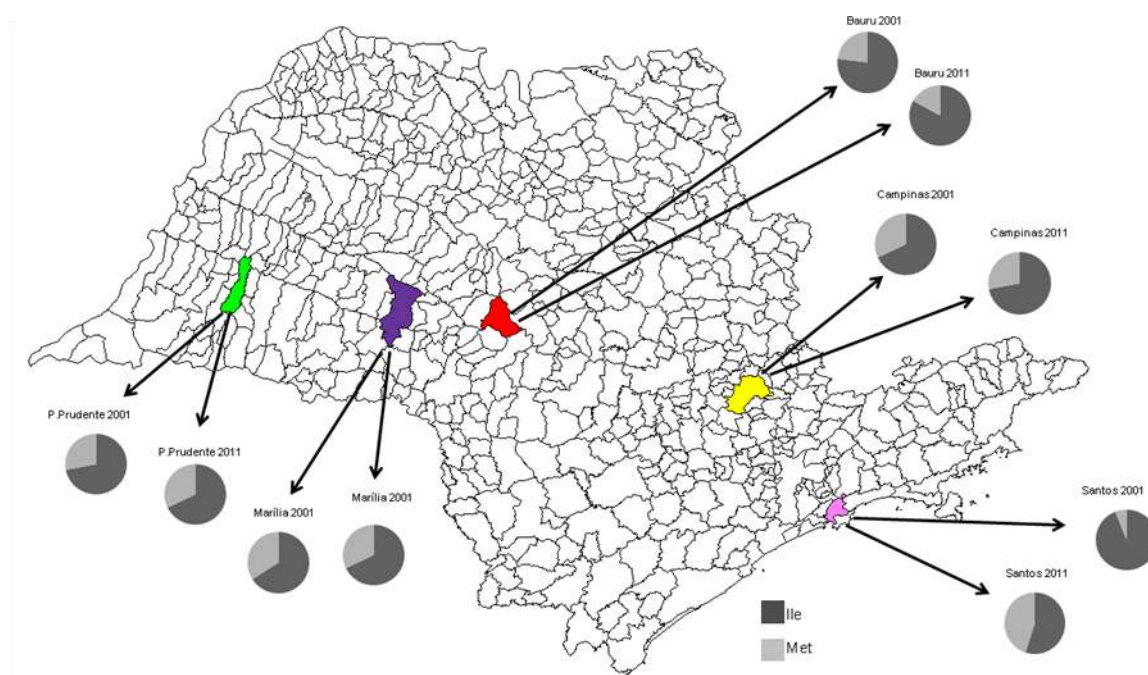 Bauru 2001
Bauru 2011
Campinas 2001
Campinas 2011
P.Prudente 2001
P.Prudente 2011
Marília 2001
Marília 2001
Santos 2001
Santos 2011
Ile
Met